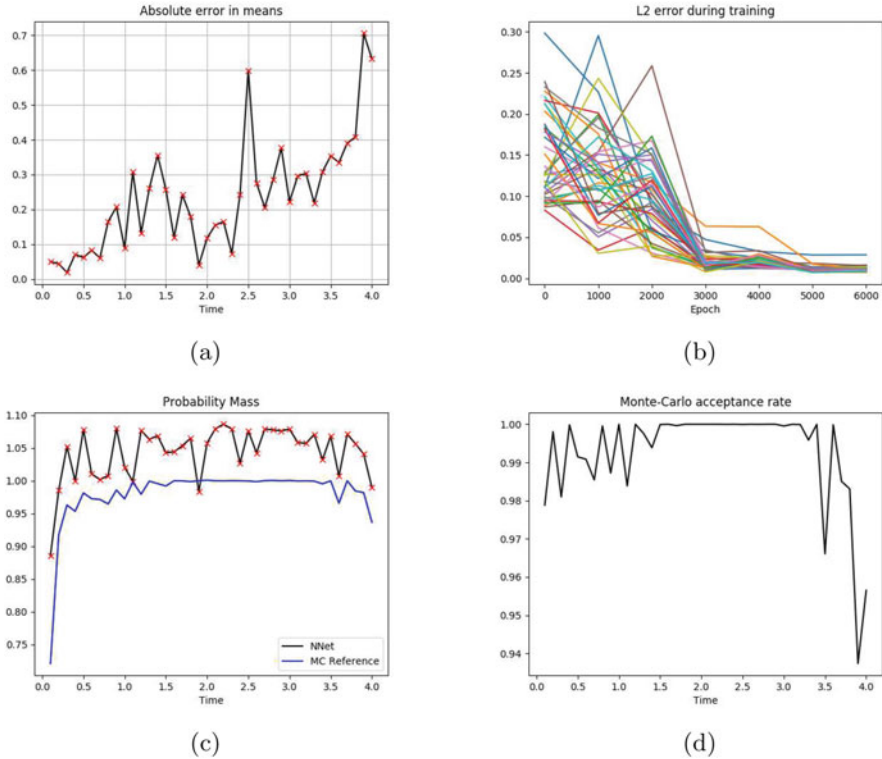 Absolute error in means
0.7
0.6
0.5
0.4
0.3
0.2
0.1
0.0
0.0 0.5 1.0 1.5 2.0 2.5 3.0 3.5 4.0
Time
(a)
L2 error during training
0.30
0.25
0.20
0.15
0.10
0.05
0.00
0 1000 2000 3000 4000 5000 6000
Epoch
(b)
Probability Mass
1.10
1.05
1.00
0.95
0.90
0.85
0.80
0.75
NNet
MC Reference
0.0 0.5 1.0 1.5 2.0 2.5 3.0 3.5 4.0
Time
(c)
Monte-Carlo acceptance rate
1.00
0.99
0.98
0.97
0.96
0.95
0.94
0.0 0.5 1.0 1.5 2.0 2.5 3.0 3.5 4.0
Time
(d)